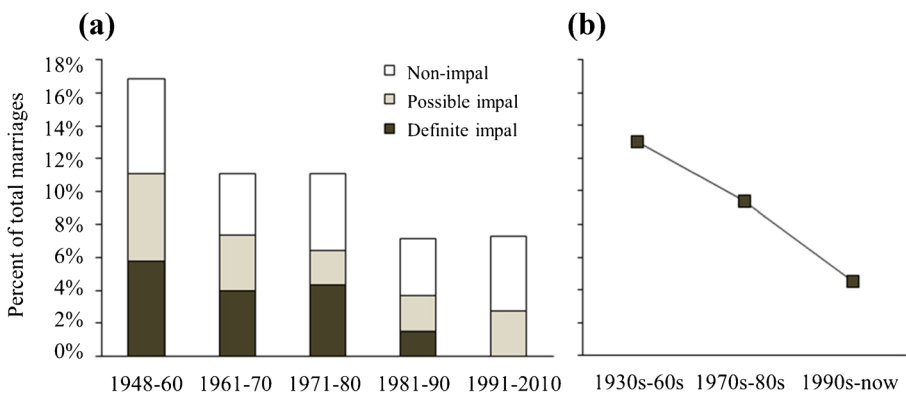 (a)
Percent of total marriages
18%
16%
14%
12%
10%
8%
6%
4%
2%
0%
Non-impal
Possible impal
Definite impal
1948-60 1961-70 1971-80 1981-90 1991-2010
(b)
1930s-60s 1970s-80s 1990s-now